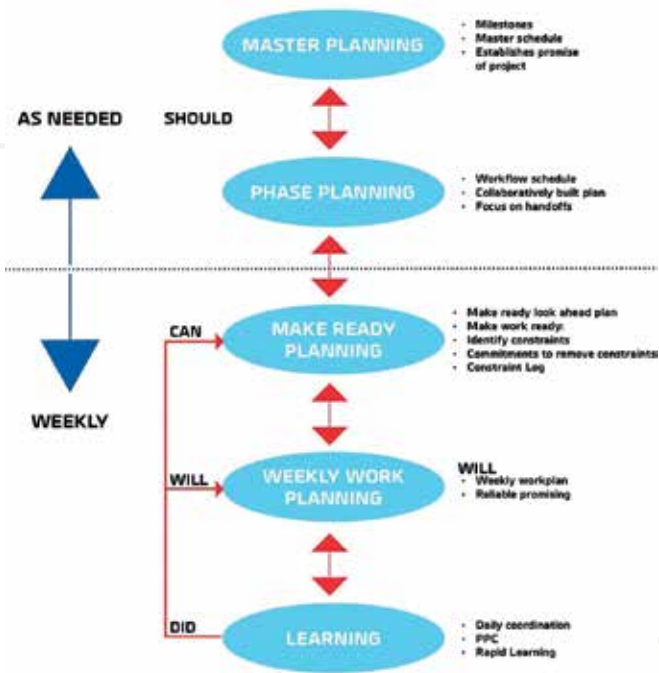 MASTER PLANNING
• Milestones
• Master schedule
• Establishes promise
of project
AS NEEDED
SHOULD
PHASE PLANNING
• Workflow schedule
• Collaboratively built plan
• Focus on handoffs
CAN
MAKE READY
PLANNING
• Make ready look ahead plan
• Make work ready:
• Identify constraints
• Commitments to remove constraints:
• Constraint Log
WEEKLY
WILL
WEEKLY WORK
PLANNING
WILL
• Weekly workplan
• Reliable promising
DID
LEARNING
• Daily coordination
• PPC
• Rapid Learning